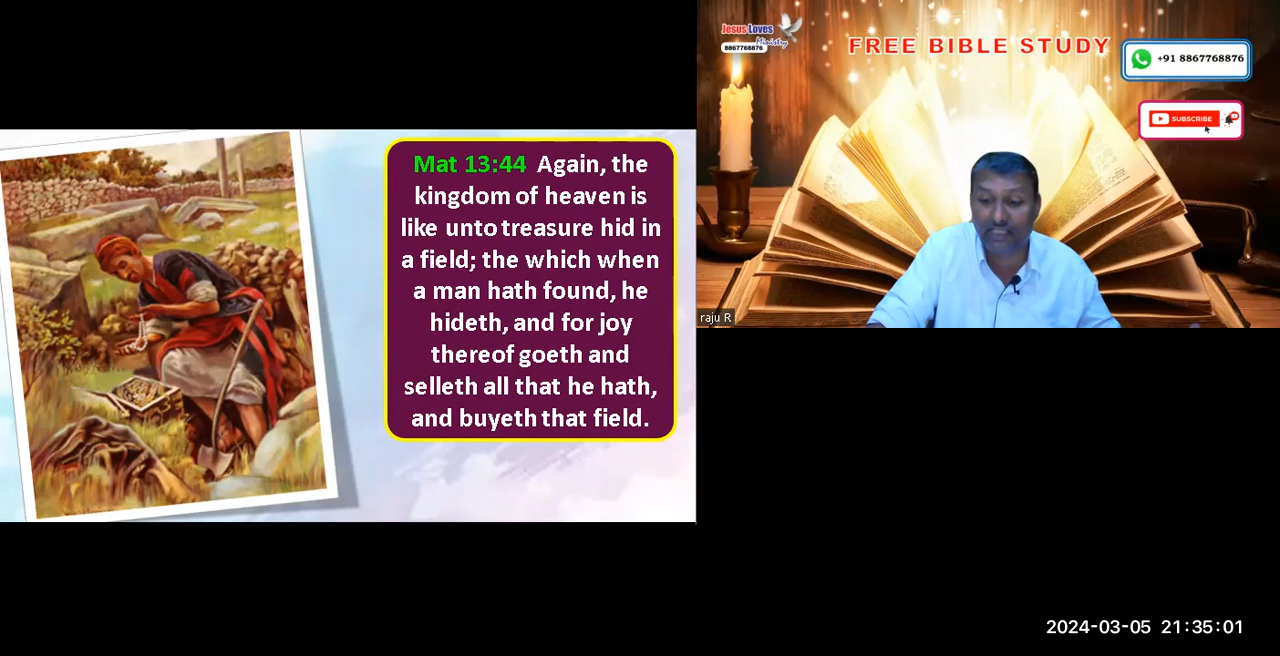 Mat 13:44 Again, the
kingdom of heaven is
like unto treasure hid in
a field; the which when
a man hath found, he
hideth, and for joy
thereof goeth and
selleth all that he hath,
and buyeth that field.
Jesus Loves
Ministry
8867768876
FREE BIBLE STUDY
+91 8867768876
SUBSCRIBE
raju R
2024-03-05 21:35:01